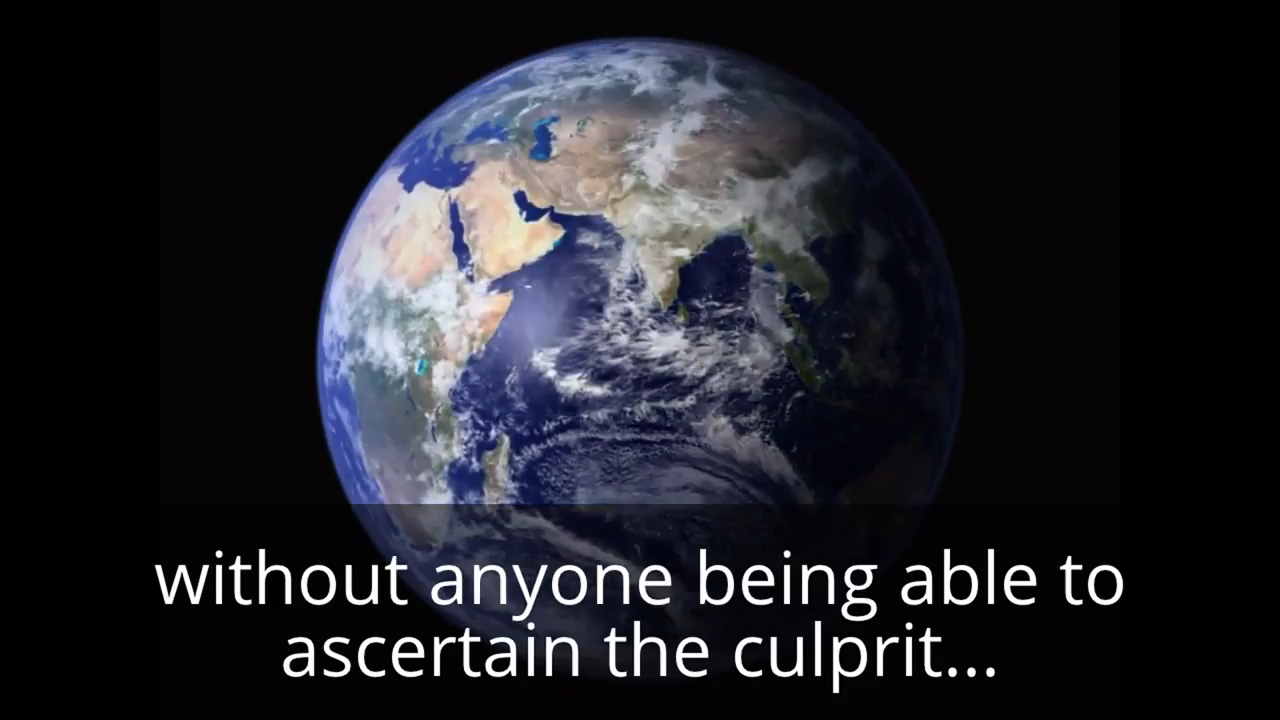 without anyone being able to
ascertain the culprit...